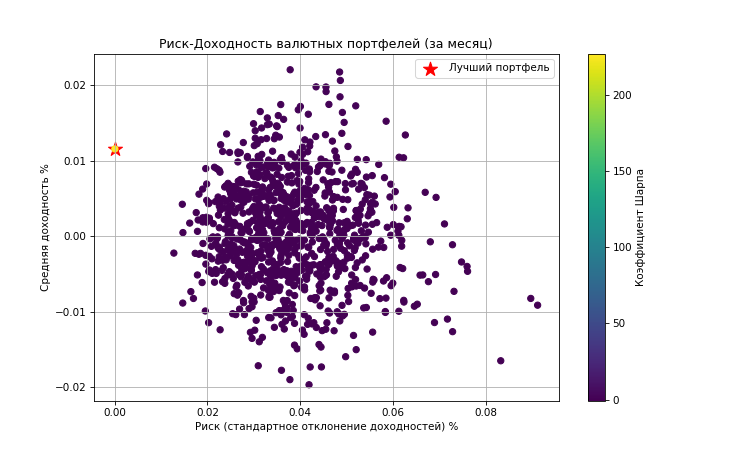 Риск-Доходность валютных портфелей (за месяц)
Лучший портфель
0.02
0.01
0.00
−0.01
−0.02
Средняя доходность %
0.00 0.02 0.04 0.06 0.08
Риск (стандартное отклонение доходностей) %
200
150
100
50
0
Коэффициент Шарпа